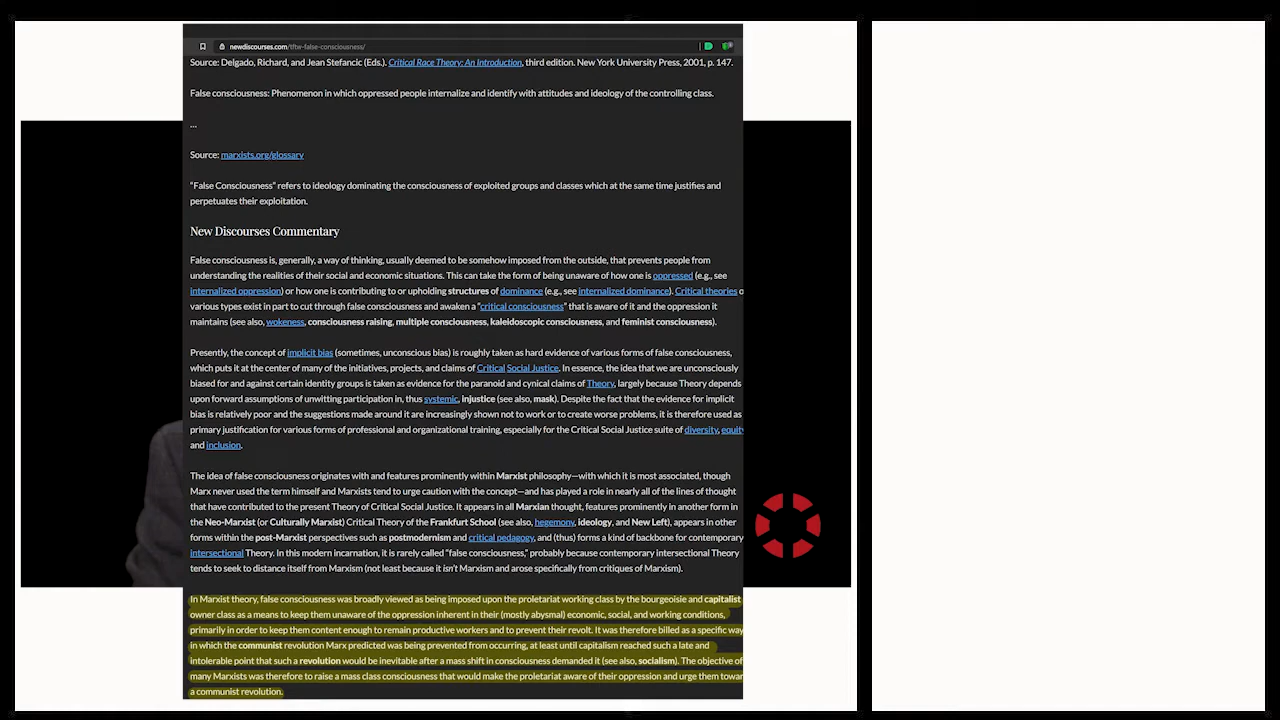 newdiscourses.com/tftw-false-consciousness/
Source: Delgado, Richard, and Jean Stefancic (Eds.). Critical Race Theory: An Introduction, third edition. New York University Press, 2001, p. 147.
False consciousness: Phenomenon in which oppressed people internalize and identify with attitudes and ideology of the controlling class.
...
Source: marxists.org/glossary
“False Consciousness” refers to ideology dominating the consciousness of exploited groups and classes which at the same time justifies and
perpetuates their exploitation.
New Discourses Commentary
False consciousness is, generally, a way of thinking, usually deemed to be somehow imposed from the outside, that prevents people from
understanding the realities of their social and economic situations. This can take the form of being unaware of how one is oppressed (e.g., see
internalized oppression) or how one is contributing to or upholding structures of dominance (e.g., see internalized dominance). Critical theories o
various types exist in part to cut through false consciousness and awaken a “critical consciousness” that is aware of it and the oppression it
maintains (see also, wokeness, consciousness raising, multiple consciousness, kaleidoscopic consciousness, and feminist consciousness).
Presently, the concept of implicit bias (sometimes, unconscious bias) is roughly taken as hard evidence of various forms of false consciousness,
which puts it at the center of many of the initiatives, projects, and claims of Critical Social Justice. In essence, the idea that we are unconsciously
biased for and against certain identity groups is taken as evidence for the paranoid and cynical claims of Theory, largely because Theory depends
upon forward assumptions of unwitting participation in, thus systemic, injustice (see also, mask). Despite the fact that the evidence for implicit
bias is relatively poor and the suggestions made around it are increasingly shown not to work or to create worse problems, it is therefore used as
primary justification for various forms of professional and organizational training, especially for the Critical Social Justice suite of diversity, equity
and inclusion.
The idea of false consciousness originates with and features prominently within Marxist philosophy—with which it is most associated, though
Marx never used the term himself and Marxists tend to urge caution with the concept—and has played a role in nearly all of the lines of thought
that have contributed to the present Theory of Critical Social Justice. It appears in all Marxian thought, features prominently in another form in
the Neo-Marxist (or Culturally Marxist) Critical Theory of the Frankfurt School (see also, hegemony, ideology, and New Left), appears in other
forms within the post-Marxist perspectives such as postmodernism and critical pedagogy, and (thus) forms a kind of backbone for contemporary
intersectional Theory. In this modern incarnation, it is rarely called “false consciousness,” probably because contemporary intersectional Theory
tends to seek to distance itself from Marxism (not least because it isn’t Marxism and arose specifically from critiques of Marxism).
In Marxist theory, false consciousness was broadly viewed as being imposed upon the proletariat working class by the bourgeoisie and capitalist
owner class as a means to keep them unaware of the oppression inherent in their (mostly abysmal) economic, social, and working conditions,
primarily in order to keep them content enough to remain productive workers and to prevent their revolt. It was therefore billed as a specific way
in which the communist revolution Marx predicted was being prevented from occurring, at least until capitalism reached such a late and
intolerable point that such a revolution would be inevitable after a mass shift in consciousness demanded it (see also, socialism). The objective of
many Marxists was therefore to raise a mass class consciousness that would make the proletariat aware of their oppression and urge them towar
a communist revolution.